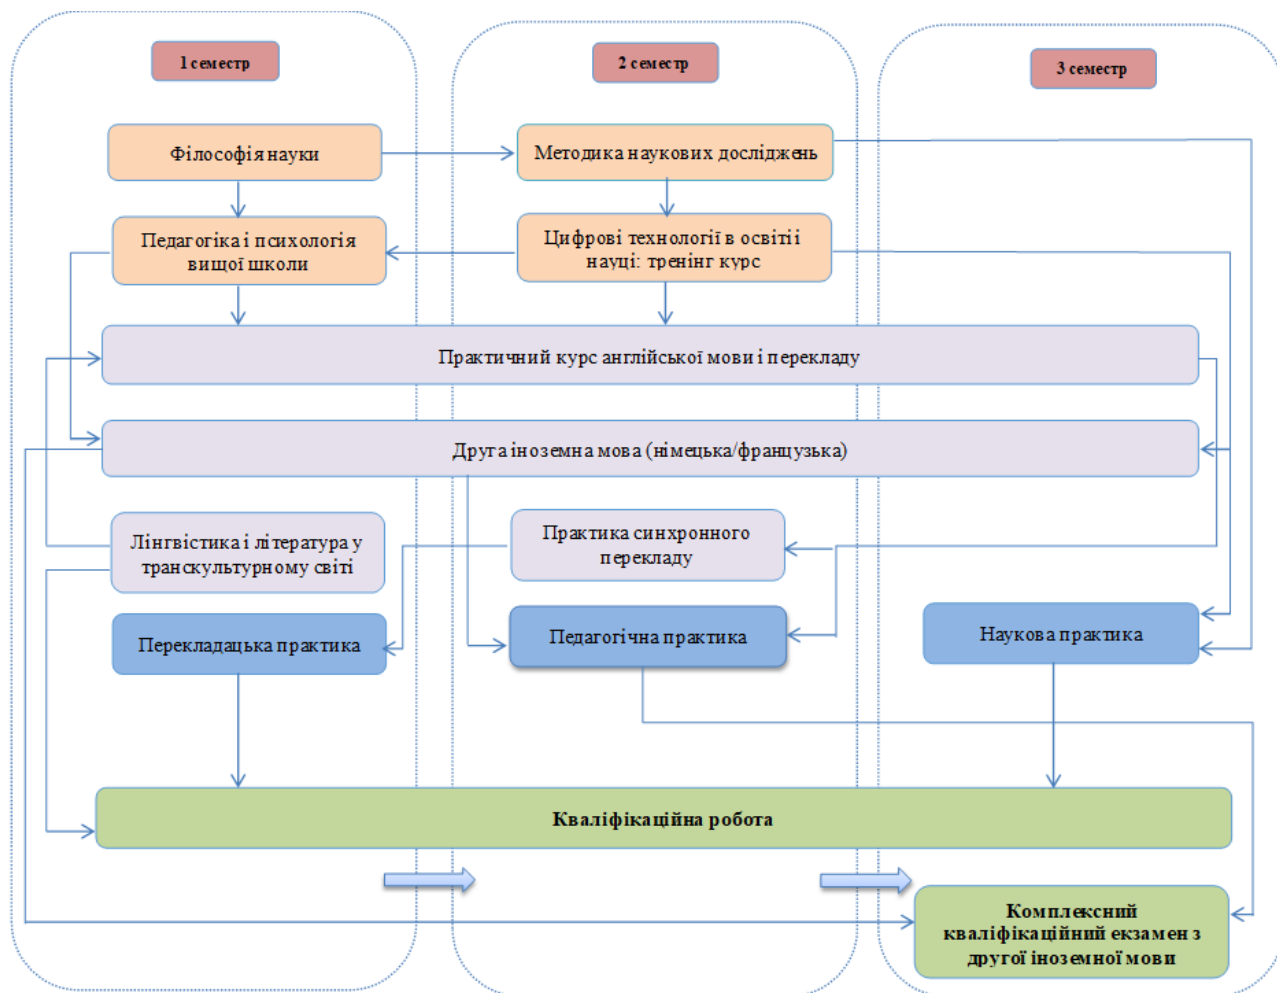 1 семестр
2 семестр
3 семестр
Філософія науки
Методика наукових досліджень
Педагогіка і психологія
вищої школи
Цифрові технології в освіті і
науці: тренінг курс
Практичний курс англійської мови і перекладу
Друга іноземна мова (німецька/французька)
Лінгвістика і література у
транскультурному світі
Практика синхронного
перекладу
Перекладацька практика
Педагогічна практика
Наукова практика
Кваліфікаційна робота
Комплексний
кваліфікаційний екзамен з
другої іноземної мови